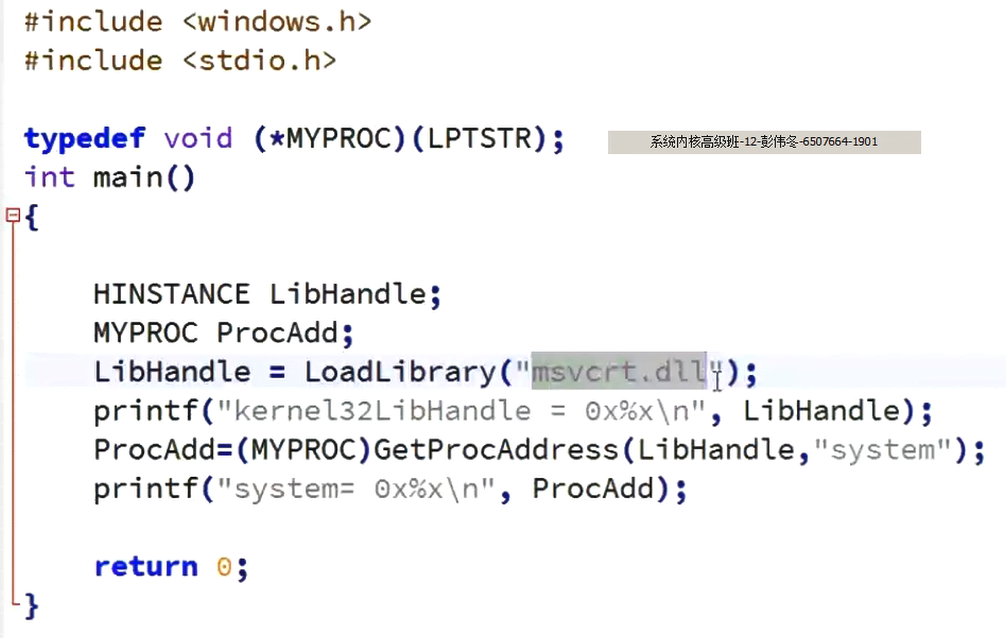 #include <windows.h>
#include <stdio.h>
typedef void (*MYPROC)(LPTSTR);
系统内核高级班-12-彭伟冬-6507664-1901
int main()
{
HINSTANCE LibHandle;
MYPROC ProcAdd;
LibHandle = LoadLibrary("msvcrt.dll");
printf("kernel32LibHandle = 0x%x\n", LibHandle);
ProcAdd=(MYPROC)GetProcAddress(LibHandle,"system");
printf("system= 0x%x\n", ProcAdd);
return 0;
}